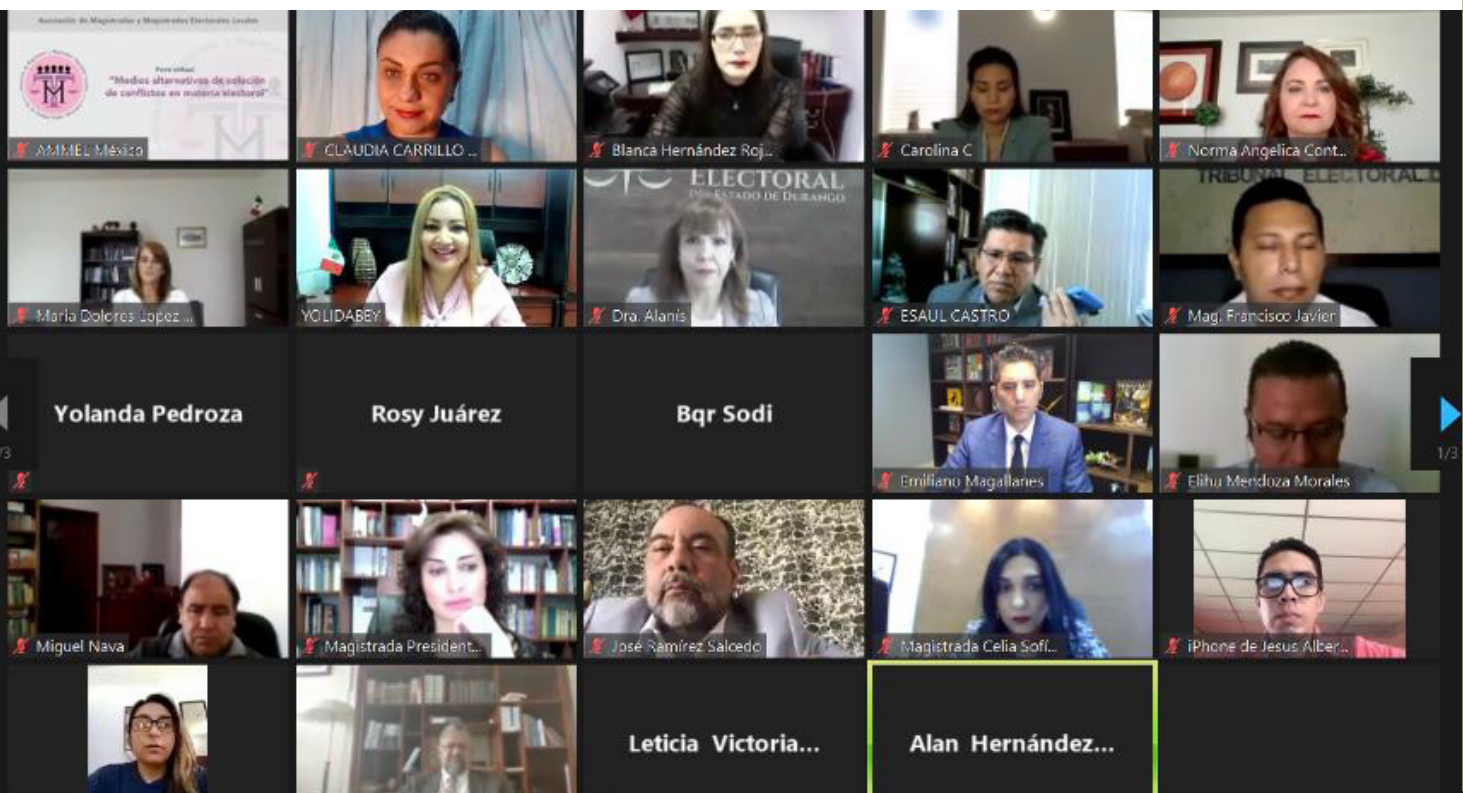 Asociación de Magistradas y Magistrados Electorales Locales
Foro virtual
"Medios alternativos de solución
de conflictos en materia electoral"
TM
AMMEL México
CLAUDIA CARRILLO ...
Blanca Hernández Roj...
Carolina C
Norma Angelica Cont...
ELECTORAL
DEL ESTADO DE DURANGO
TRIBUNAL ELECTORAL D
Maria Dolores Lopez ...
YOLIDABEY
Dra. Alanis
ESAUL CASTRO
Mag. Francisco Javier
Yolanda Pedroza
Rosy Juárez
Bqr Sodi
Emiliano Magallanes
Elihu Mendoza Morales
/3
1/3
Miguel Nava
Magistrada President...
José Ramírez Salcedo
Magistrada Celia Sofí...
iPhone de Jesus Alber...
Leticia Victoria...
Alan Hernández...